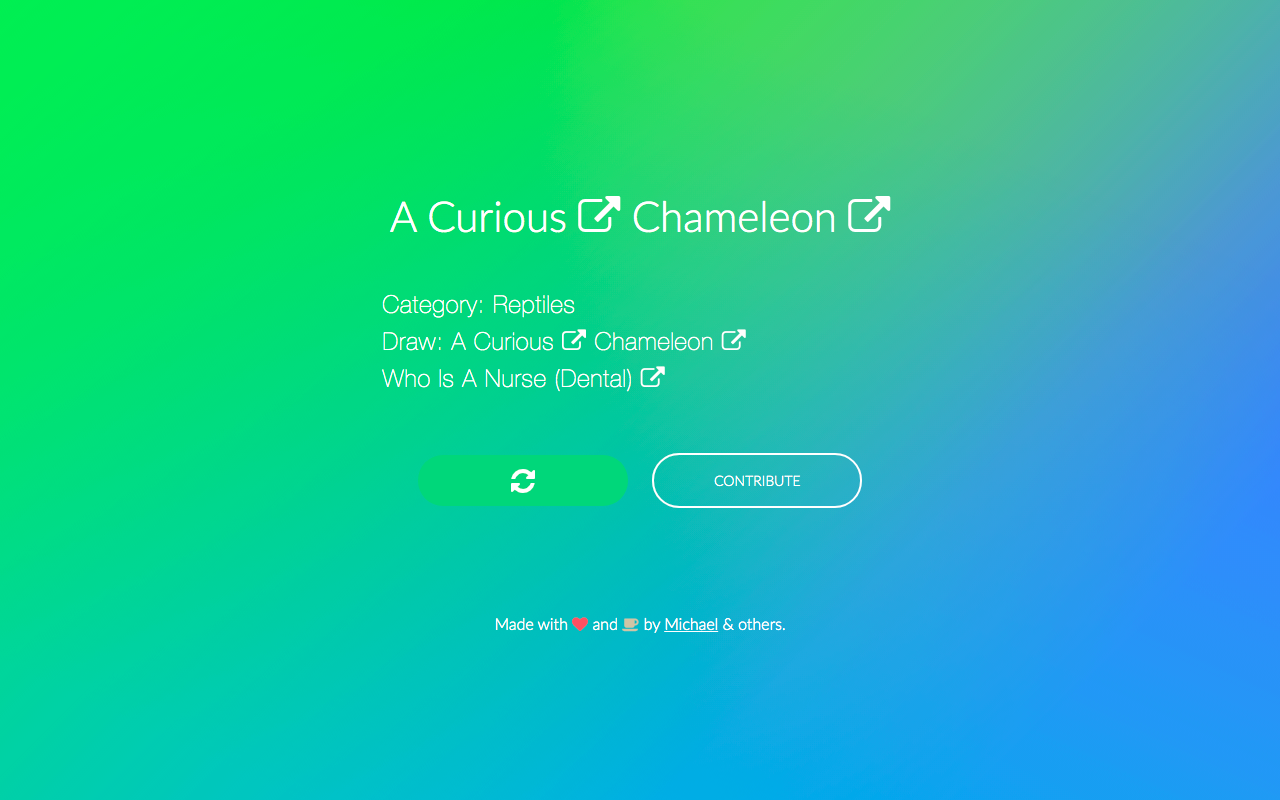 A Curious Chameleon
Category: Reptiles
Draw: A Curious Chameleon
Who Is A Nurse (Dental)
CONTRIBUTE
Made with and by Michael & others.